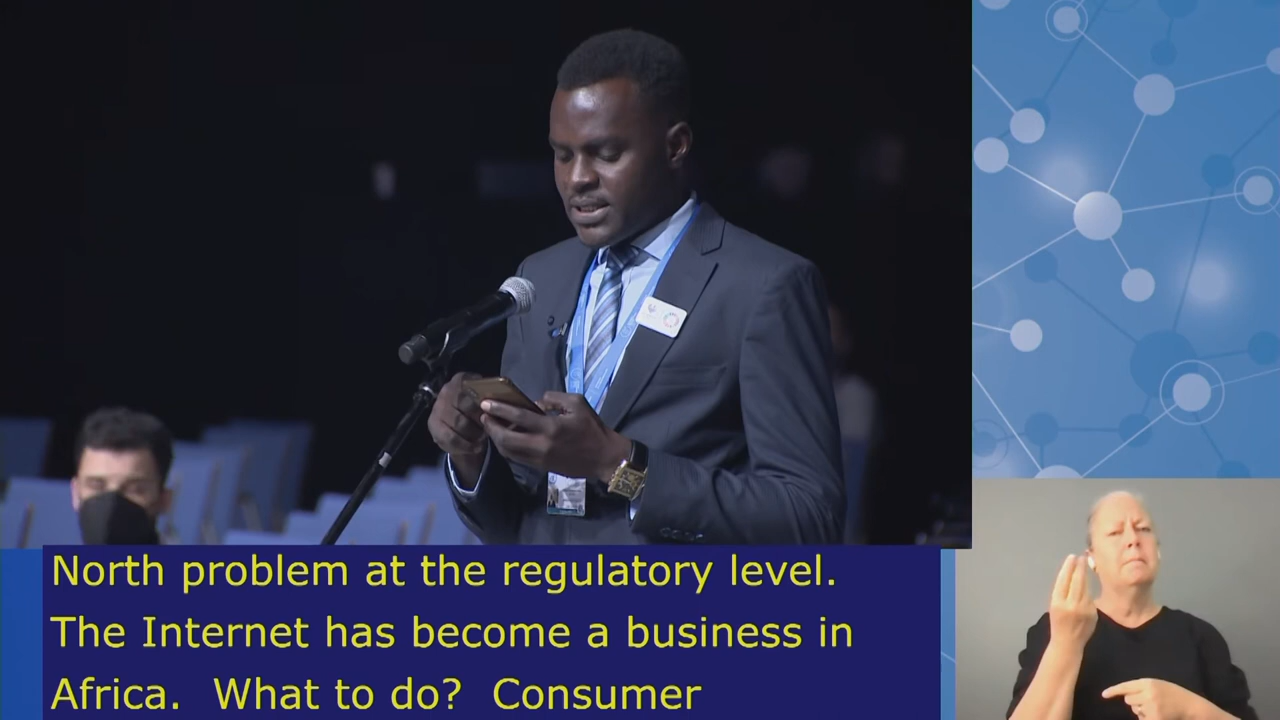 North problem at the regulatory level.
The Internet has become a business in
Africa.  What to do?  Consumer